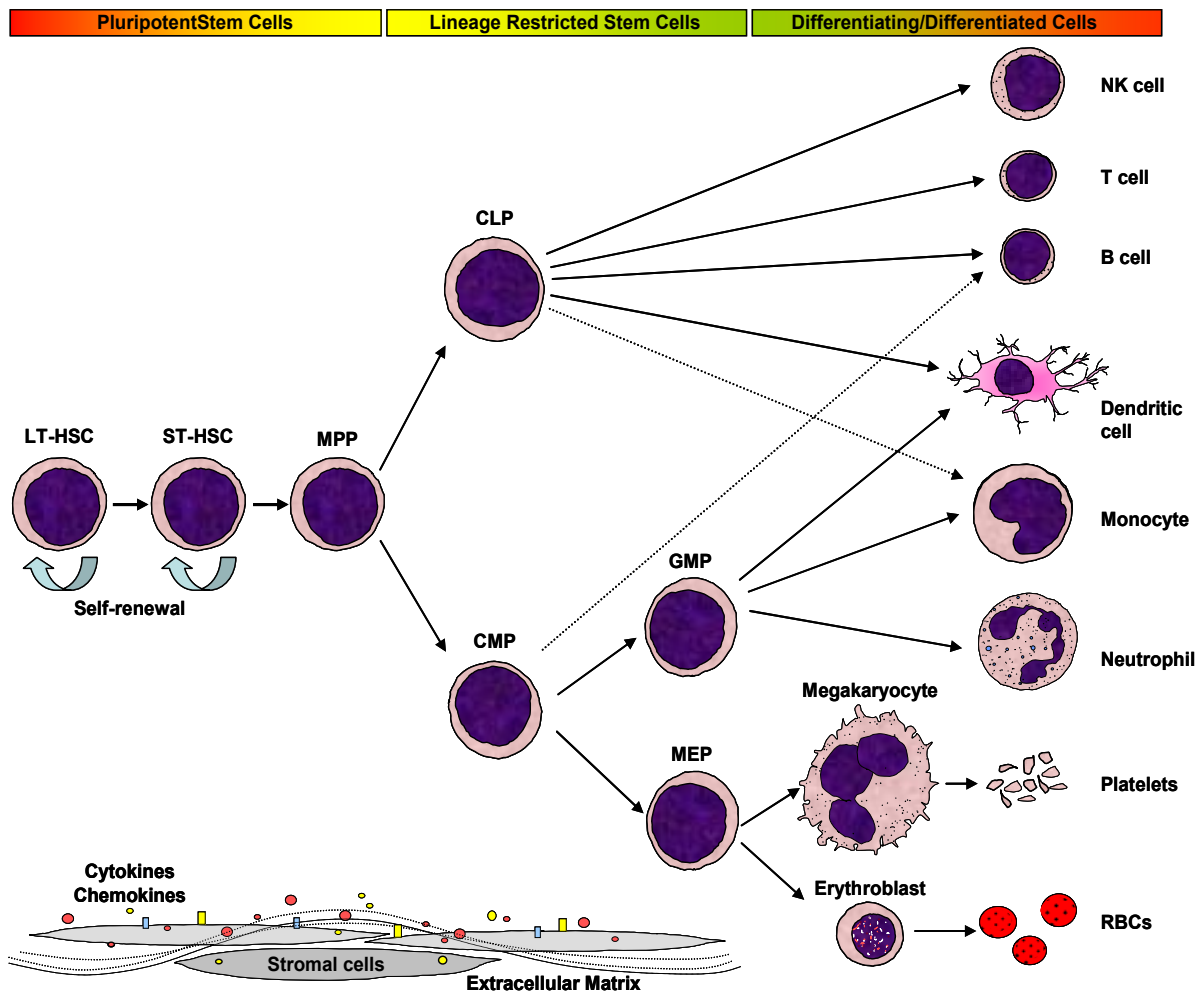 PluripotentStem Cells
Lineage Restricted Stem Cells
Differentiating/Differentiated Cells
NK cell
T cell
CLP
B cell
Dendritic
cell
LT-HSC
ST-HSC
MPP
Monocyte
GMP
Self-renewal
CMP
Neutrophil
Megakaryocyte
MEP
Platelets
Cytokines
Chemokines
Erythroblast
RBCs
Stromal cells
Extracellular Matrix